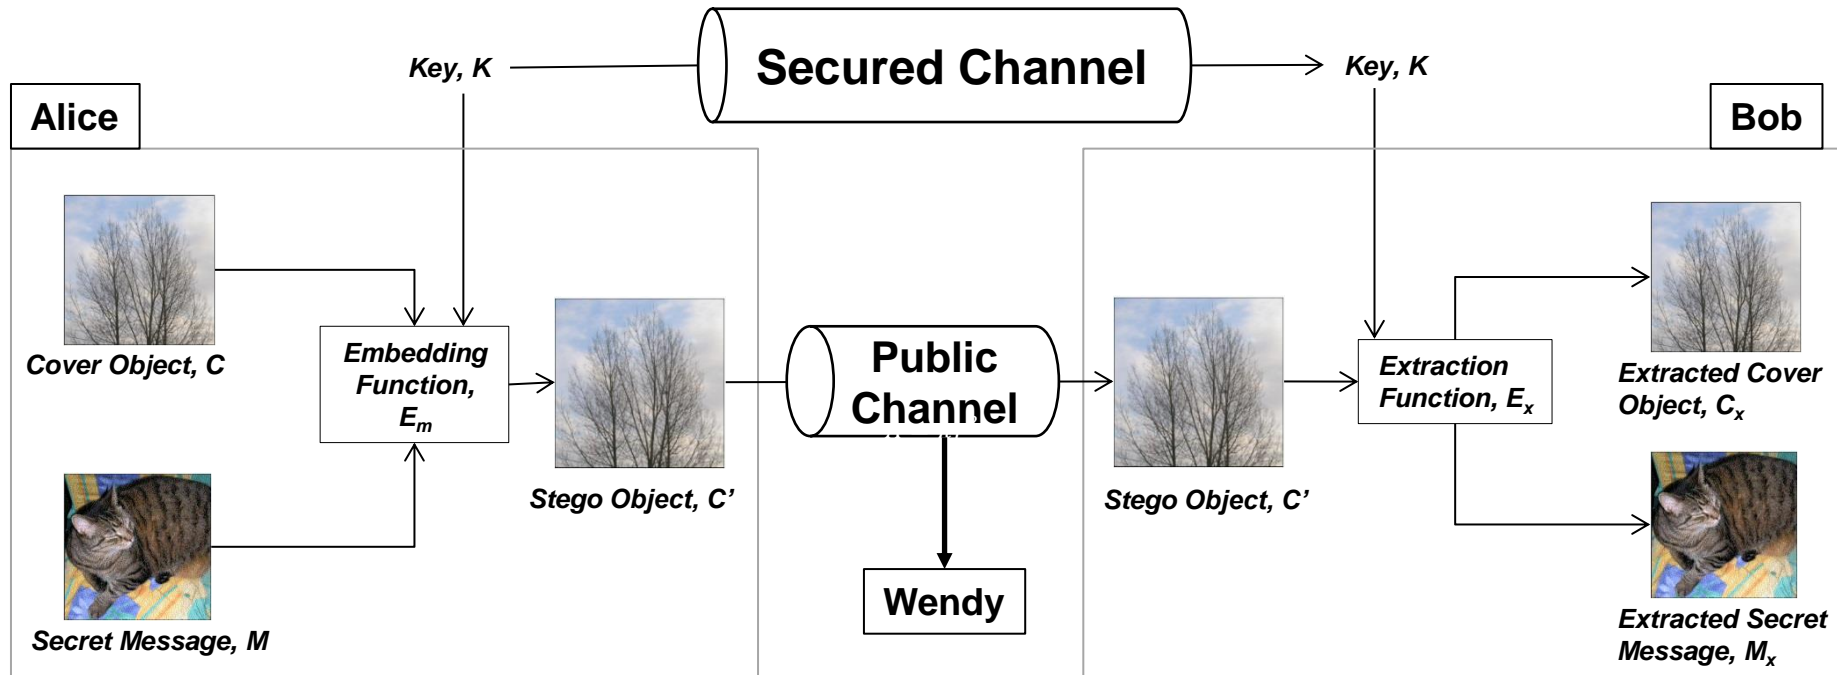 Secured Channel
Key, K
Key, K
Alice
Bob
Cover Object, C
Embedding
Function,
Em
Stego Object, C’
Secret Message, M
Public
Channel
Wendy
Stego Object, C’
Extraction
Function, Ex
Extracted Cover
Object, Cx
Extracted Secret
Message, Mx